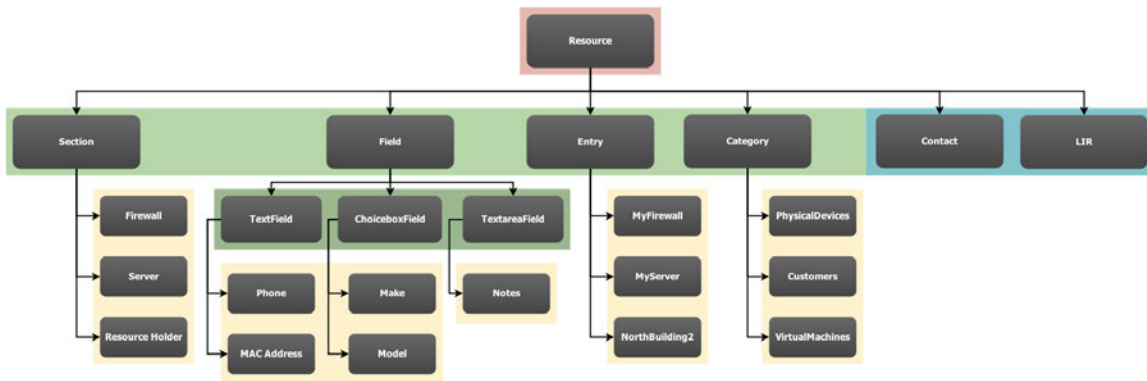 Resource
Section
Field
Entry
Category
Contact
LIR
Firewall
TextField
ChoiceboxField
TextareaField
MyFirewall
PhysicalDevices
Server
Phone
Make
Notes
MyServer
Customers
Resource Holder
MAC Address
Model
NorthBuilding2
VirtualMachines